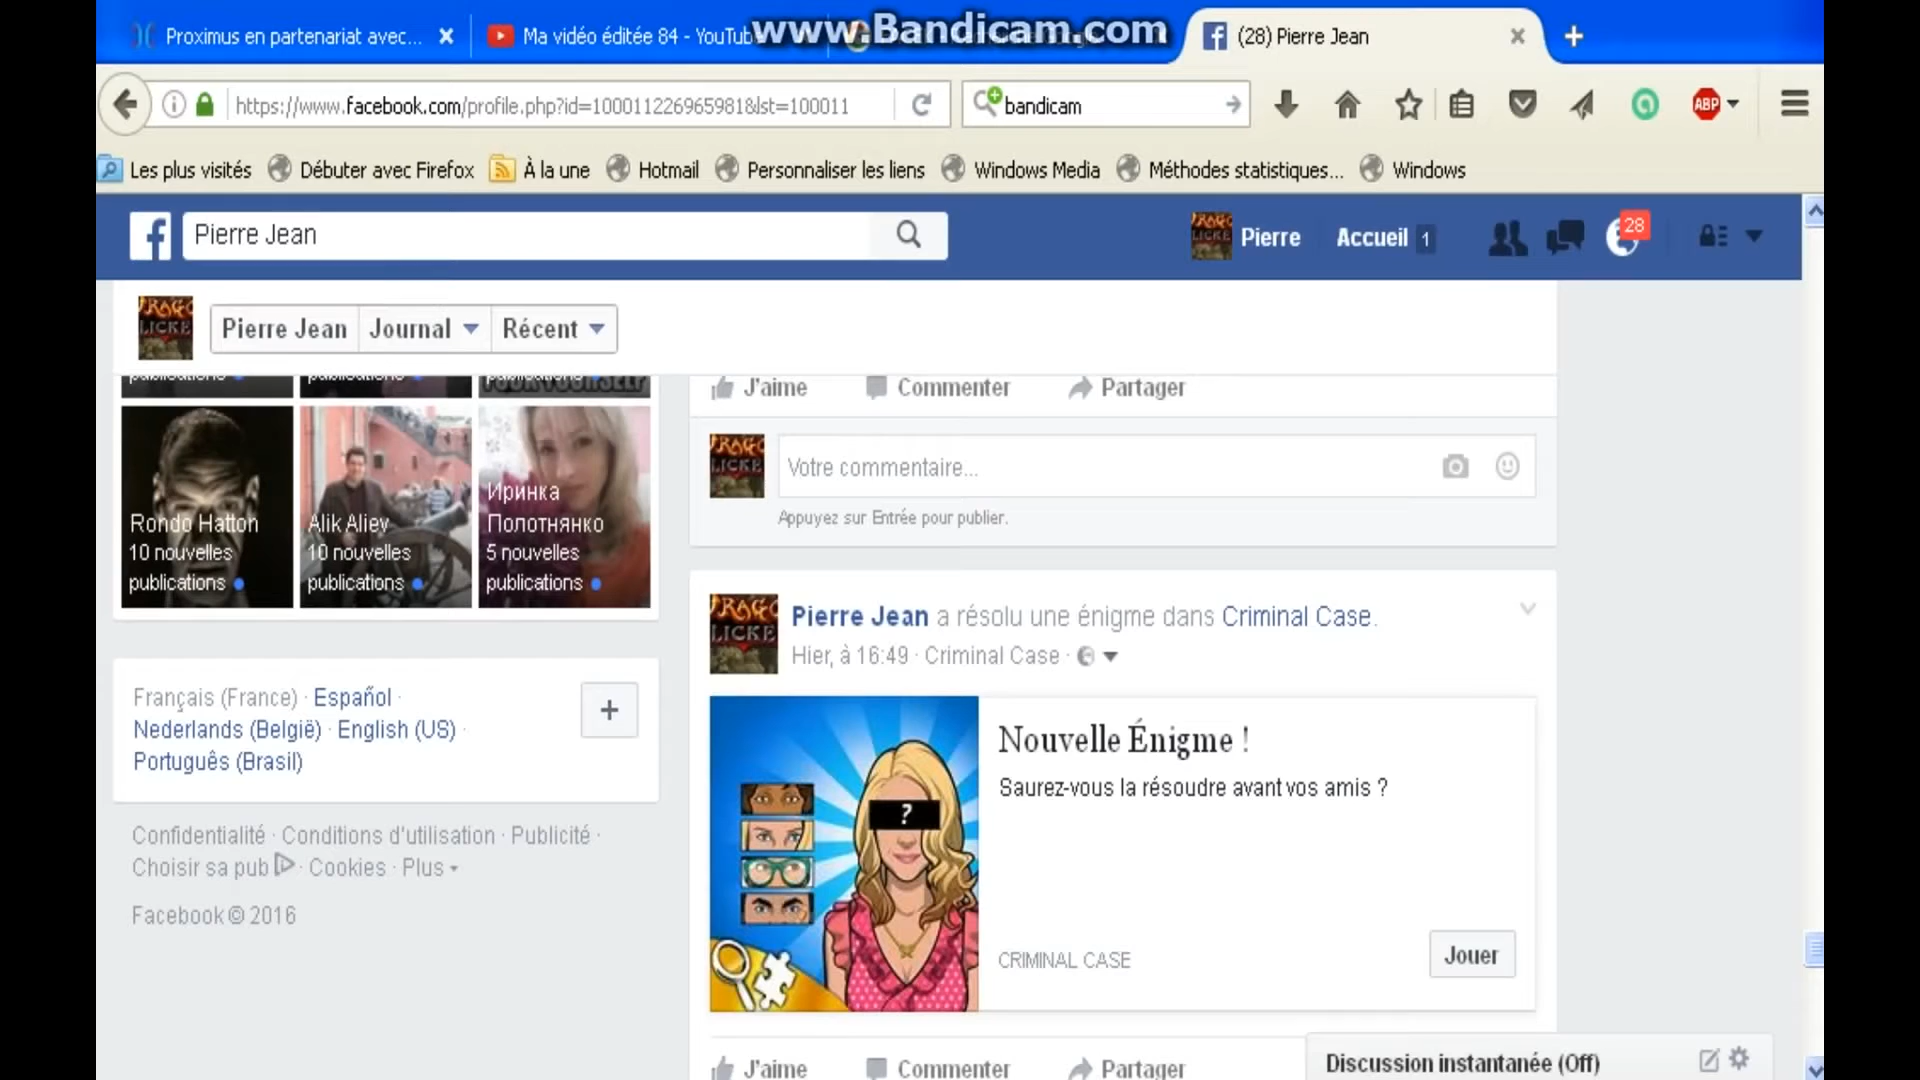 Proximus en partenariat avec...
Ma vidéo éditée 84 - YouTube
www.Bandicam.com
(28) Pierre Jean
https://www.facebook.com/profile.php?id=100011226965981&lst=100011
bandicam
ABP
Les plus visités
Débuter avec Firefox
À la une
Hotmail
Personnaliser les liens
Windows Media
Méthodes statistiques...
Windows
Pierre Jean
Pierre
Accueil 1
28
Pierre Jean
Journal
Récent
publications
publications
publications
YOURSELF
J'aime
Commenter
Partager
Votre commentaire...
Appuyez sur Entrée pour publier.
Rondo Hatton
10 nouvelles
publications
Alik Aliev
10 nouvelles
publications
Иринка
Полотнянко
5 nouvelles
publications
Pierre Jean a résolu une énigme dans Criminal Case.
Hier, à 16:49 · Criminal Case ·
Français (France) · Español ·
Nederlands (België) · English (US) ·
Português (Brasil)
+
Nouvelle Énigme !
Saurez-vous la résoudre avant vos amis ?
?
CRIMINAL CASE
Jouer
Confidentialité · Conditions d'utilisation · Publicité ·
Choisir sa pub · Cookies · Plus
Facebook © 2016
J'aime
Commenter
Partager
Discussion instantanée (Off)